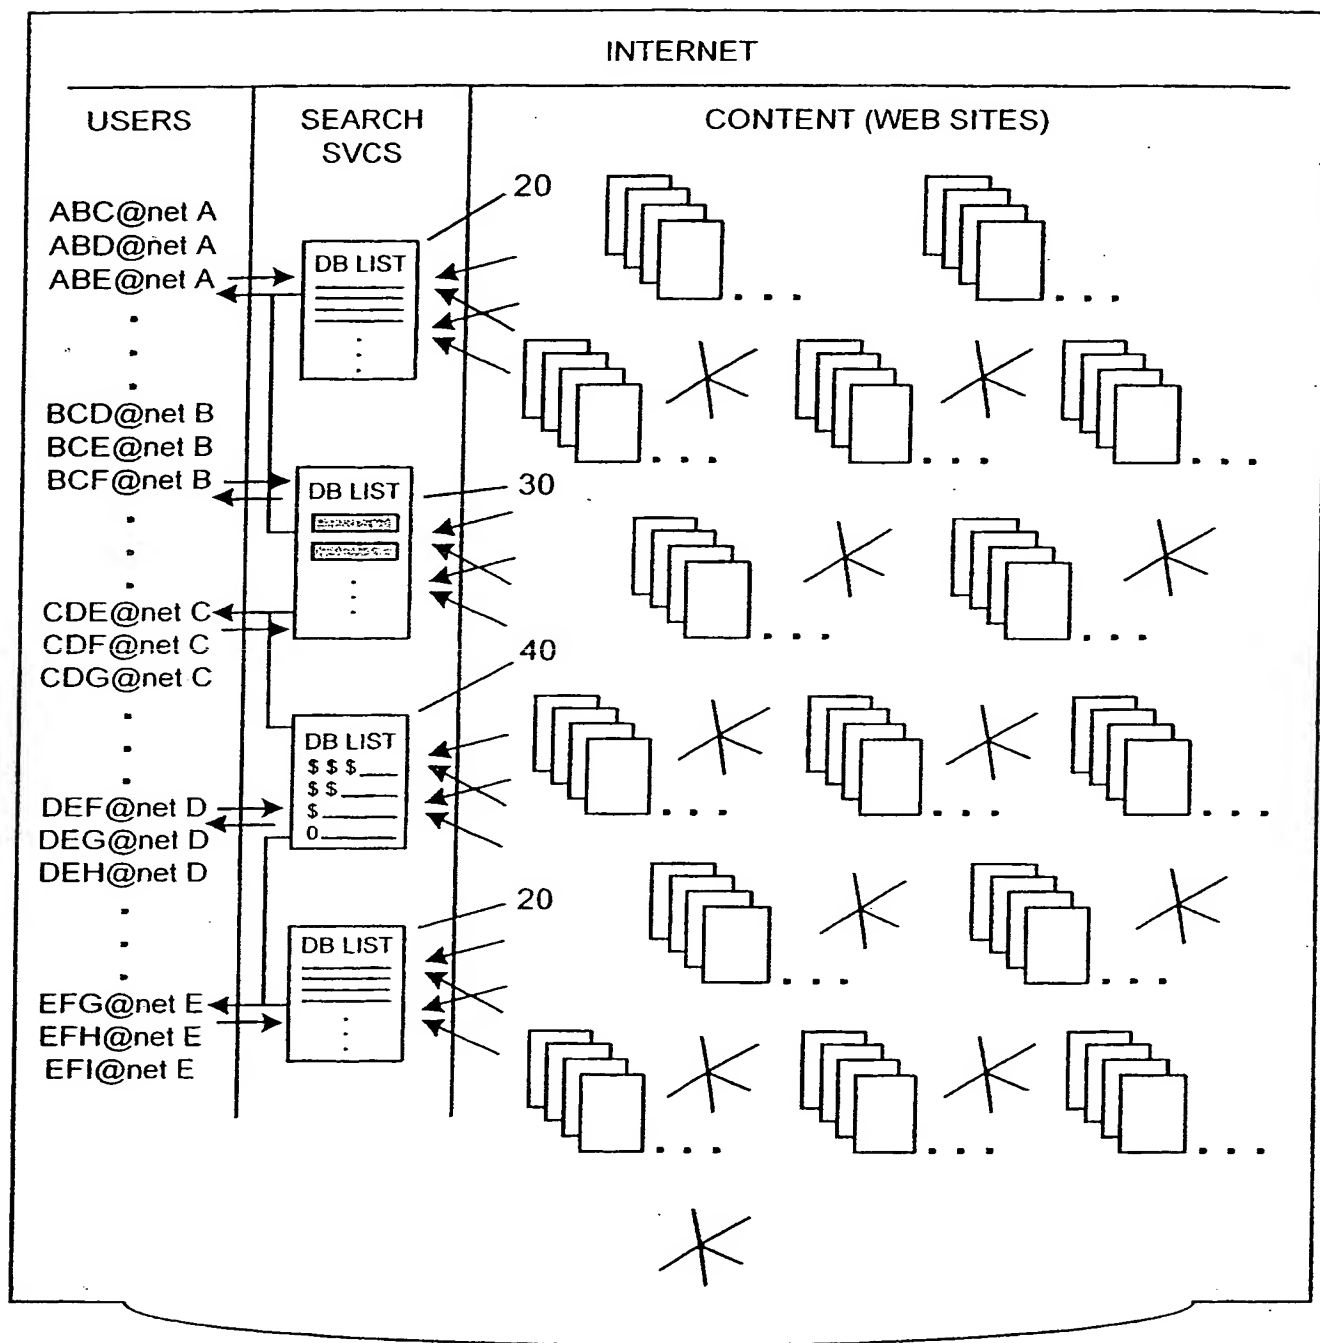 INTERNET
USERS
SEARCH
SVCS
CONTENT (WEB SITES)
ABC@net A
ABD@net A
ABE@net A
BCD@net B
BCE@net B
BCF@net B
CDE@net C
CDF@net C
CDG@net C
DEF@net D
DEG@net D
DEH@net D
EFG@net E
EFH@net E
EFI@net E
20
DB LIST
30
DB LIST
40
DB LIST
$ $ $
$ $
$
0
20
DB LIST